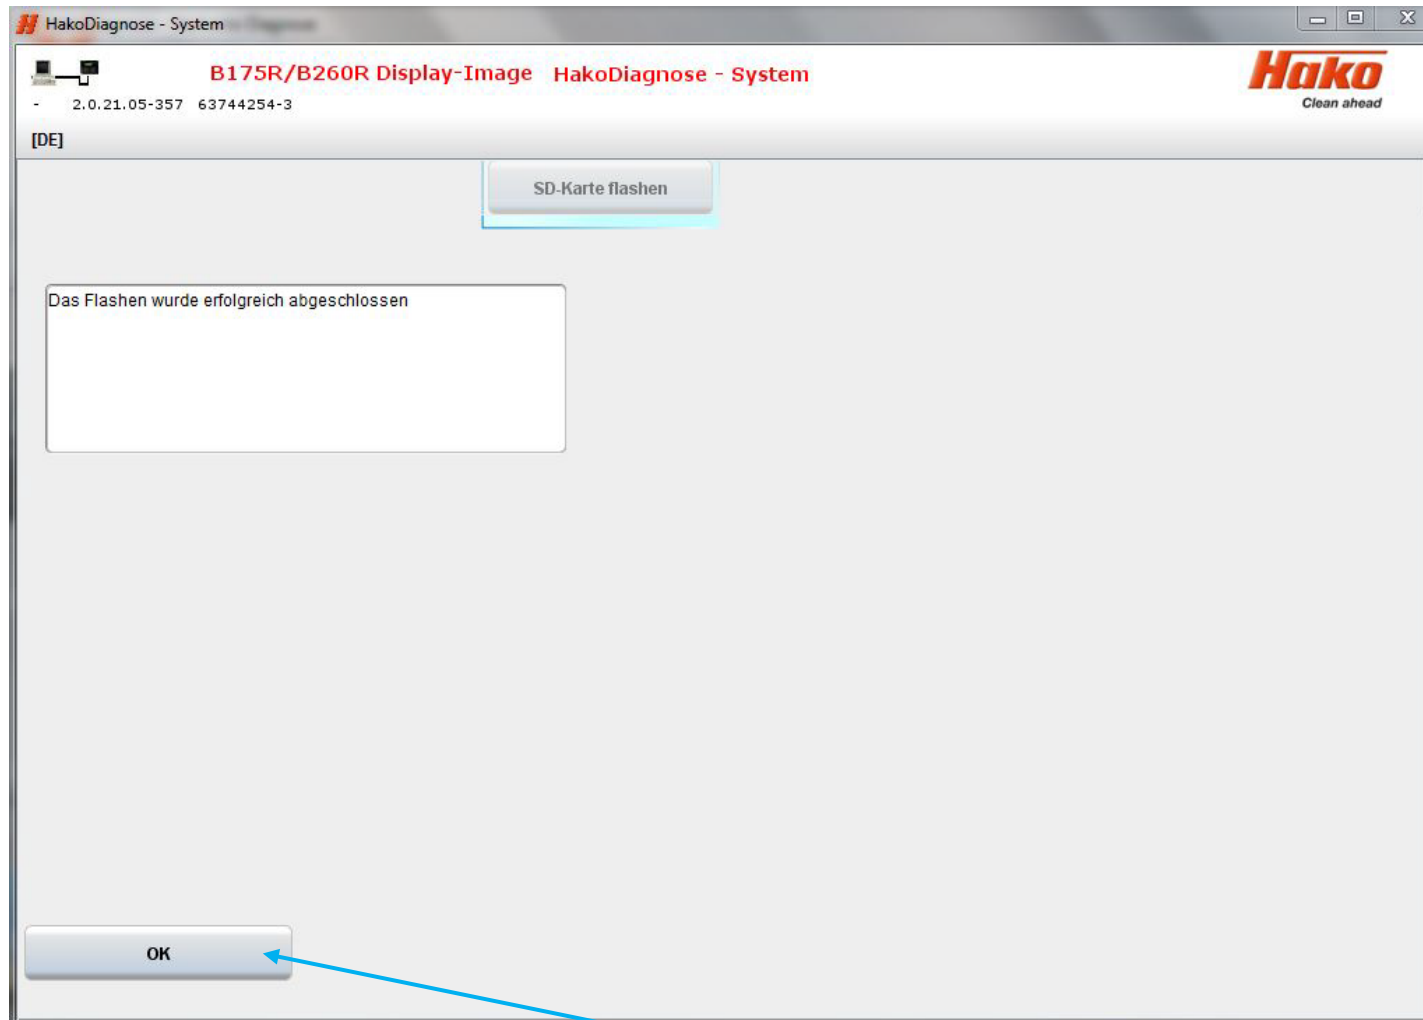 HakoDiagnose - System
B175R/B260R Display-Image HakoDiagnose - System
Hako
Clean ahead
- 2.0.21.05-357 63744254-3
[DE]
SD-Karte flashen
Das Flashen wurde erfolgreich abgeschlossen
OK